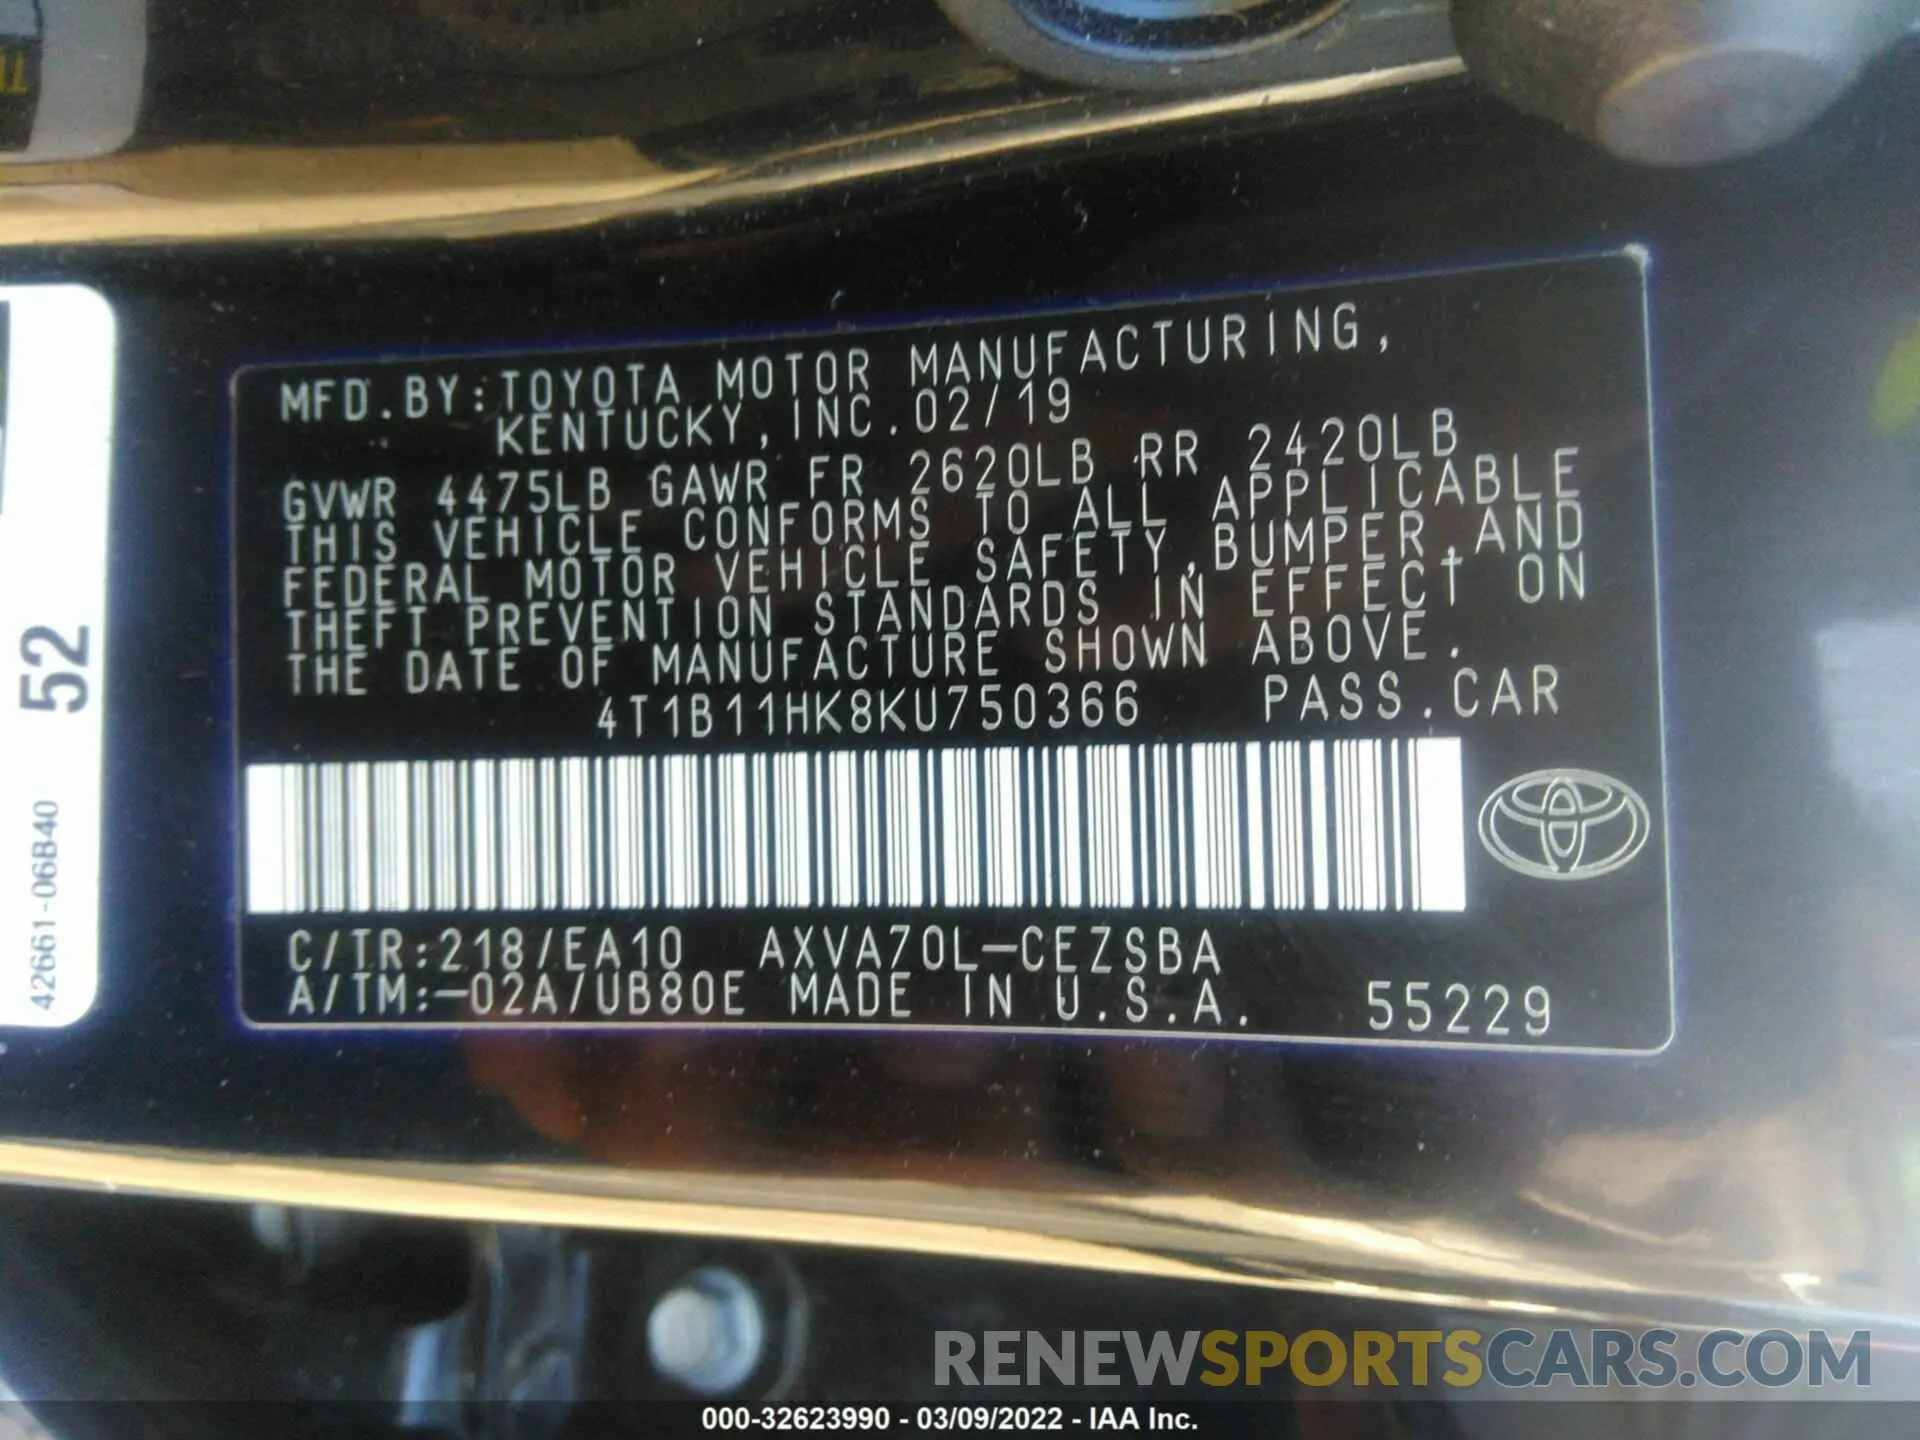 MFD.BY:TOYOTA MOTOR MANUFACTURING,
KENTUCKY,INC.02/19
GVWR 4475LB GAWR FR 2620LB RR 2420LB
THIS VEHICLE CONFORMS TO ALL APPLICABLE
FEDERAL MOTOR VEHICLE SAFETY,BUMPER,AND
THEFT PREVENTION STANDARDS IN EFFECT ON
THE DATE OF MANUFACTURE SHOWN ABOVE.
4T1B11HK8KU750366 PASS.CAR
C/TR:218/EA10 AXVA70L-CEZSBA
A/TM:-02A/UB80E MADE IN U.S.A. 55229
52
42661-06B40
RENEWSPORTSCARS.COM
000-32623990 - 03/09/2022 - IAA Inc.